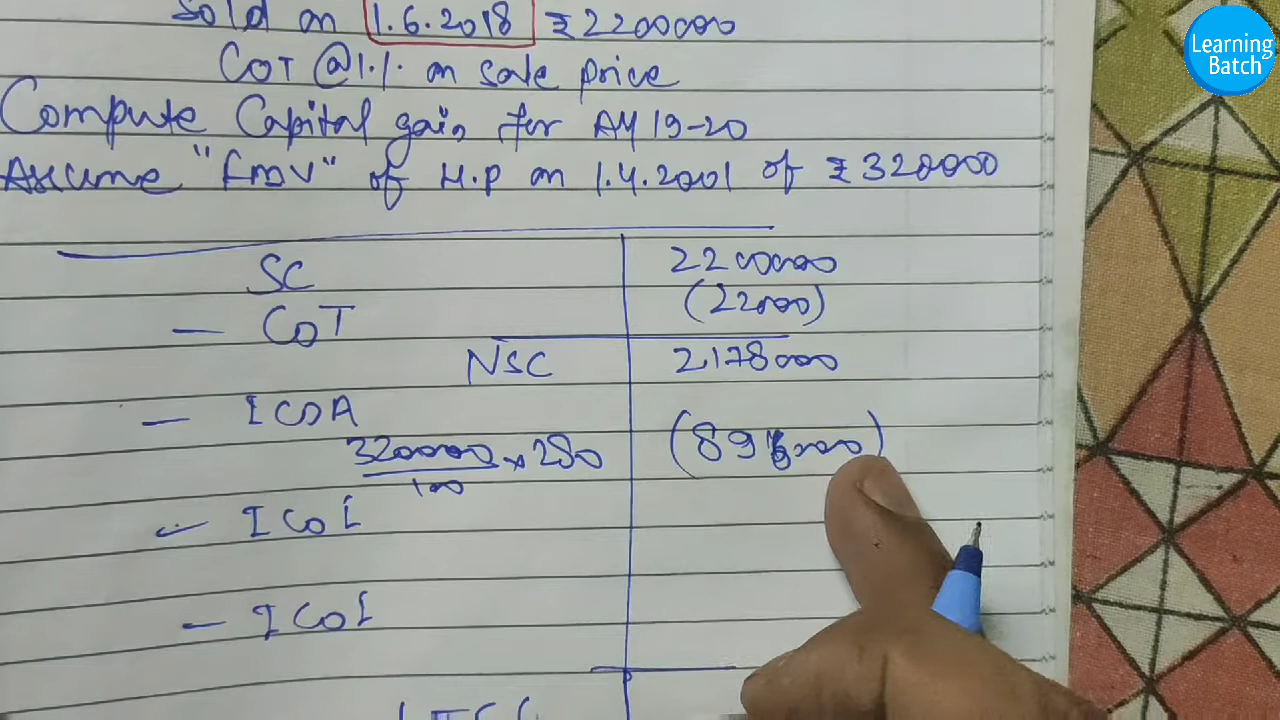 Sold on 1.6.2018 ₹2200000
COT @1% on sale price
Compute Capital gain for AY 19-20
Assume "FMV" of H.P on 1.4.2001 of ₹320000
SC 2200000
— COT (22000)
NSC 2178000
— ICOA
320000/100 × 280 (896000)
— ICOI
— ICOI
Learning
Batch